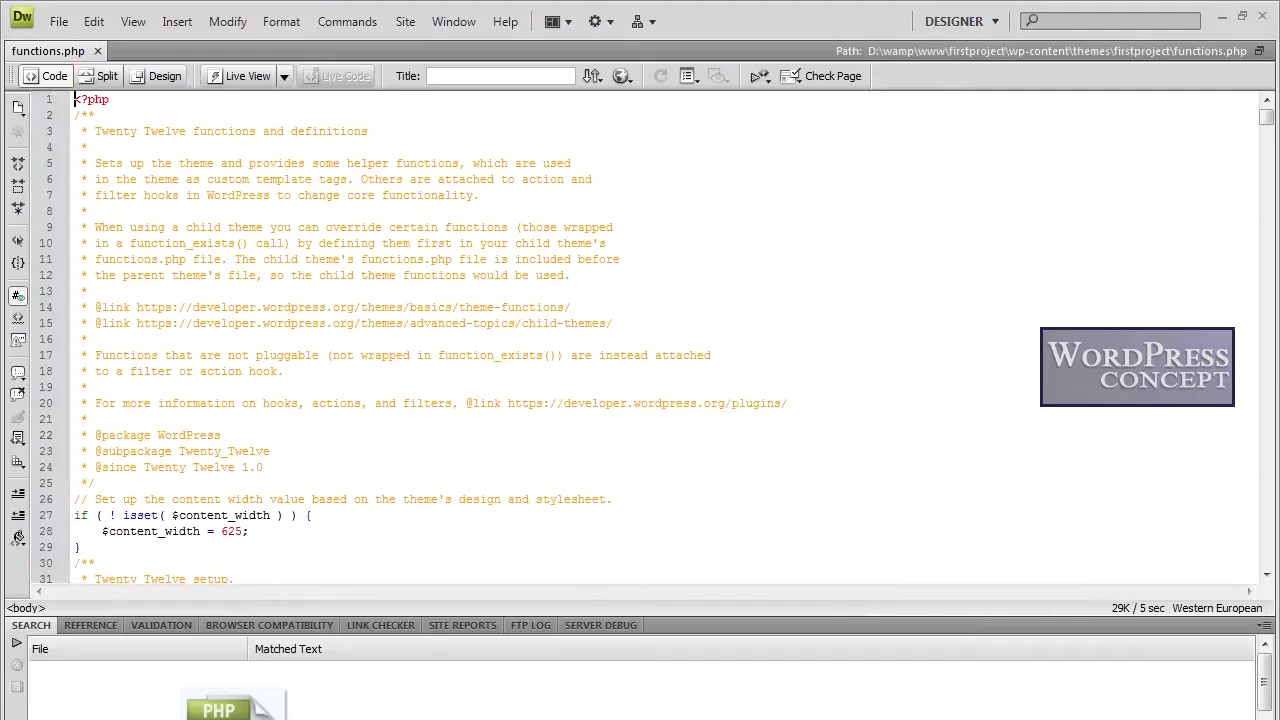 Dw File Edit View Insert Modify Format Commands Site Window Help DESIGNER
functions.php Path: D:\wamp\www\firstproject\wp-content\themes\firstproject\functions.php
Code Split Design Live View Live Code Title: Check Page
1 <?php
2 /**
3 * Twenty Twelve functions and definitions
4 *
5 * Sets up the theme and provides some helper functions, which are used
6 * in the theme as custom template tags. Others are attached to action and
7 * filter hooks in WordPress to change core functionality.
8 *
9 * When using a child theme you can override certain functions (those wrapped
10 * in a function_exists() call) by defining them first in your child theme's
11 * functions.php file. The child theme's functions.php file is included before
12 * the parent theme's file, so the child theme functions would be used.
13 *
14 * @link https://developer.wordpress.org/themes/basics/theme-functions/
15 * @link https://developer.wordpress.org/themes/advanced-topics/child-themes/
16 *
17 * Functions that are not pluggable (not wrapped in function_exists()) are instead attached
18 * to a filter or action hook.
19 *
20 * For more information on hooks, actions, and filters, @link https://developer.wordpress.org/plugins/
21 *
22 * @package WordPress
23 * @subpackage Twenty_Twelve
24 * @since Twenty Twelve 1.0
25 */
26 // Set up the content width value based on the theme's design and stylesheet.
27 if ( ! isset( $content_width ) ) {
28 $content_width = 625;
29 }
30 /**
31 * Twenty Twelve setup.
WORDPRESS
CONCEPT
<body> 29K / 5 sec Western European
SEARCH REFERENCE VALIDATION BROWSER COMPATIBILITY LINK CHECKER SITE REPORTS FTP LOG SERVER DEBUG
File Matched Text
PHP